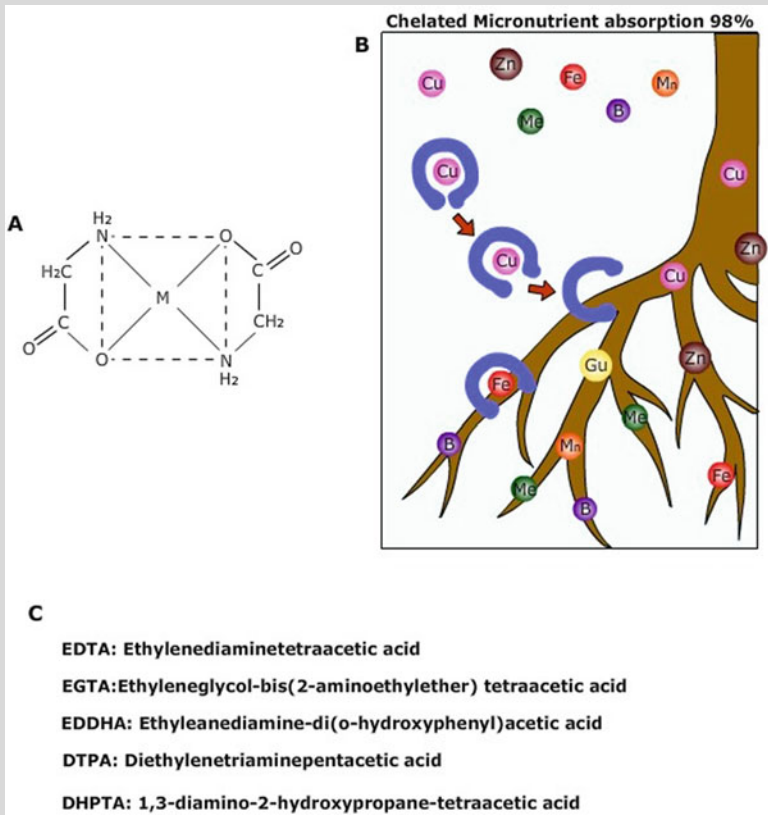 Chelated Micronutrient absorption 98%
B
Cu
Zn
Fe
Mn
Me
B
Cu
Cu
Cu
Cu
Zn
Fe
Gu
Zn
Me
B
Mn
Me
Fe
B
A
H2
N
O
O
H2C
C
M
C
CH2
O
O
N
H2
C
EDTA: Ethylenediaminetetraacetic acid
EGTA:Ethyleneglycol-bis(2-aminoethylether) tetraacetic acid
EDDHA: Ethyleanediamine-di(o-hydroxyphenyl)acetic acid
DTPA: Diethylenetriaminepentacetic acid
DHPTA: 1,3-diamino-2-hydroxypropane-tetraacetic acid